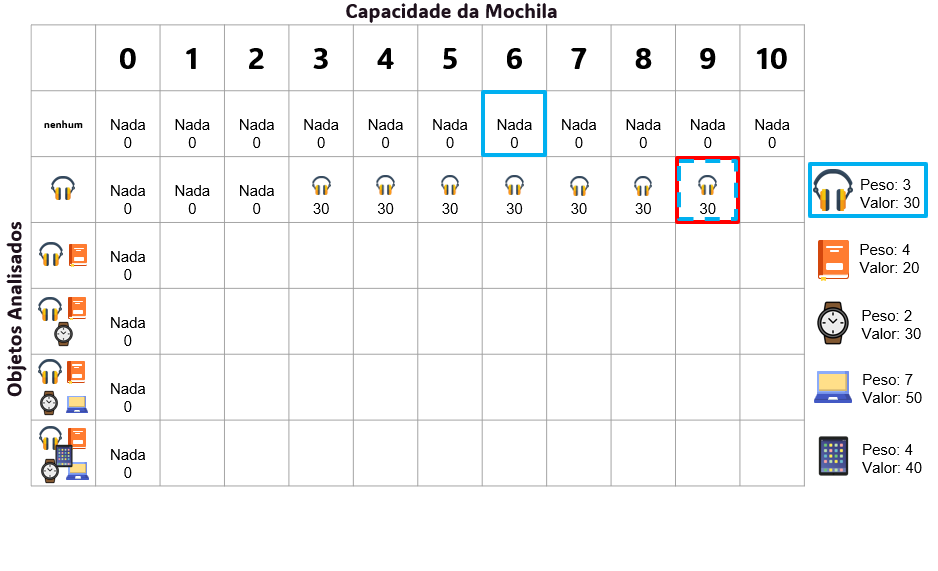 Capacidade da Mochila
0 1 2 3 4 5 6 7 8 9 10
Objetos Analisados
nenhum
Nada Nada Nada Nada Nada Nada Nada Nada Nada Nada Nada
0 0 0 0 0 0 0 0 0 0 0
Nada Nada Nada
0 0 0 30 30 30 30 30 30 30
Peso: 3
Valor: 30
Nada
0
Peso: 4
Valor: 20
Nada
0
Peso: 2
Valor: 30
Nada
0
Peso: 7
Valor: 50
Nada
0
Peso: 4
Valor: 40